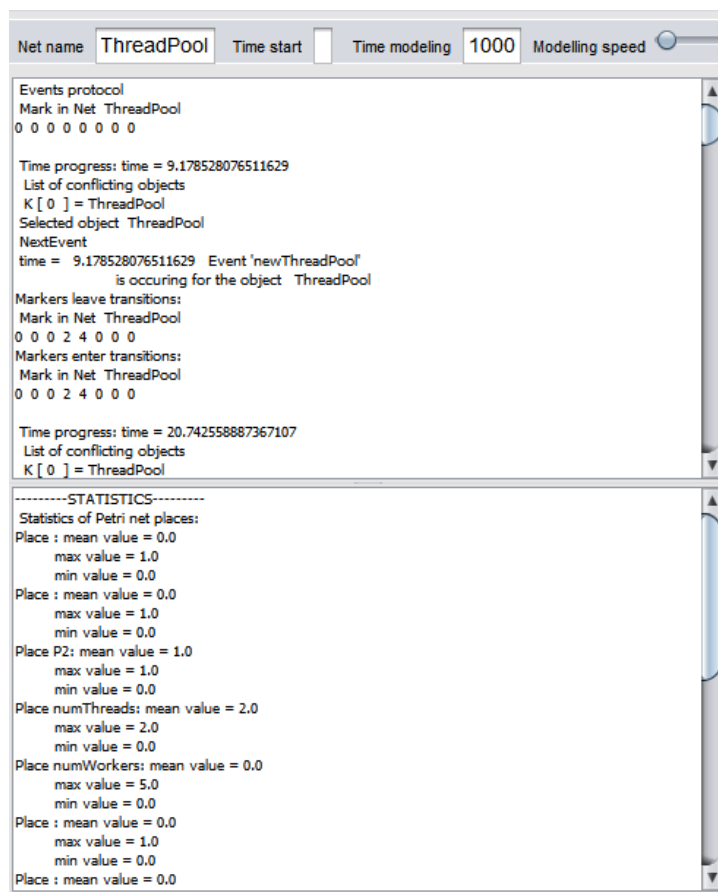 Net name ThreadPool Time start Time modeling 1000 Modelling speed
Events protocol
Mark in Net ThreadPool
0 0 0 0 0 0 0 0
Time progress: time = 9.178528076511629
List of conflicting objects
K [ 0 ] = ThreadPool
Selected object ThreadPool
NextEvent
time = 9.178528076511629 Event 'newThreadPool'
is occuring for the object ThreadPool
Markers leave transitions:
Mark in Net ThreadPool
0 0 0 2 4 0 0 0
Markers enter transitions:
Mark in Net ThreadPool
0 0 0 2 4 0 0 0
Time progress: time = 20.742558887367107
List of conflicting objects
K [ 0 ] = ThreadPool
---------STATISTICS---------
Statistics of Petri net places:
Place : mean value = 0.0
max value = 1.0
min value = 0.0
Place : mean value = 0.0
max value = 1.0
min value = 0.0
Place P2: mean value = 1.0
max value = 1.0
min value = 0.0
Place numThreads: mean value = 2.0
max value = 2.0
min value = 0.0
Place numWorkers: mean value = 0.0
max value = 5.0
min value = 0.0
Place : mean value = 0.0
max value = 1.0
min value = 0.0
Place : mean value = 0.0